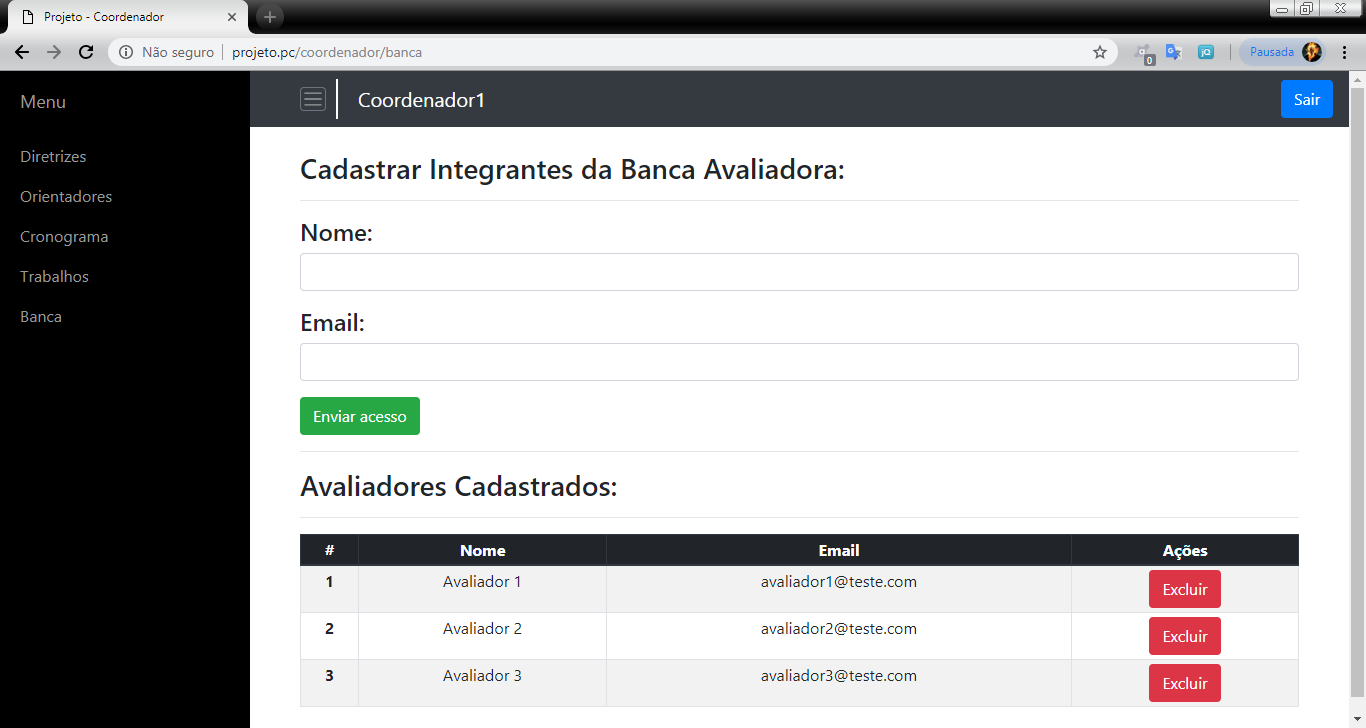 Projeto - Coordenador
Não seguro | projeto.pc/coordenador/banca
0
jQ
Pausada
Menu
Coordenador1
Sair
Diretrizes
Orientadores
Cronograma
Trabalhos
Banca
Cadastrar Integrantes da Banca Avaliadora:
Nome:
Email:
Enviar acesso
Avaliadores Cadastrados:
# Nome Email Ações
1 Avaliador 1 avaliador1@teste.com Excluir
2 Avaliador 2 avaliador2@teste.com Excluir
3 Avaliador 3 avaliador3@teste.com Excluir